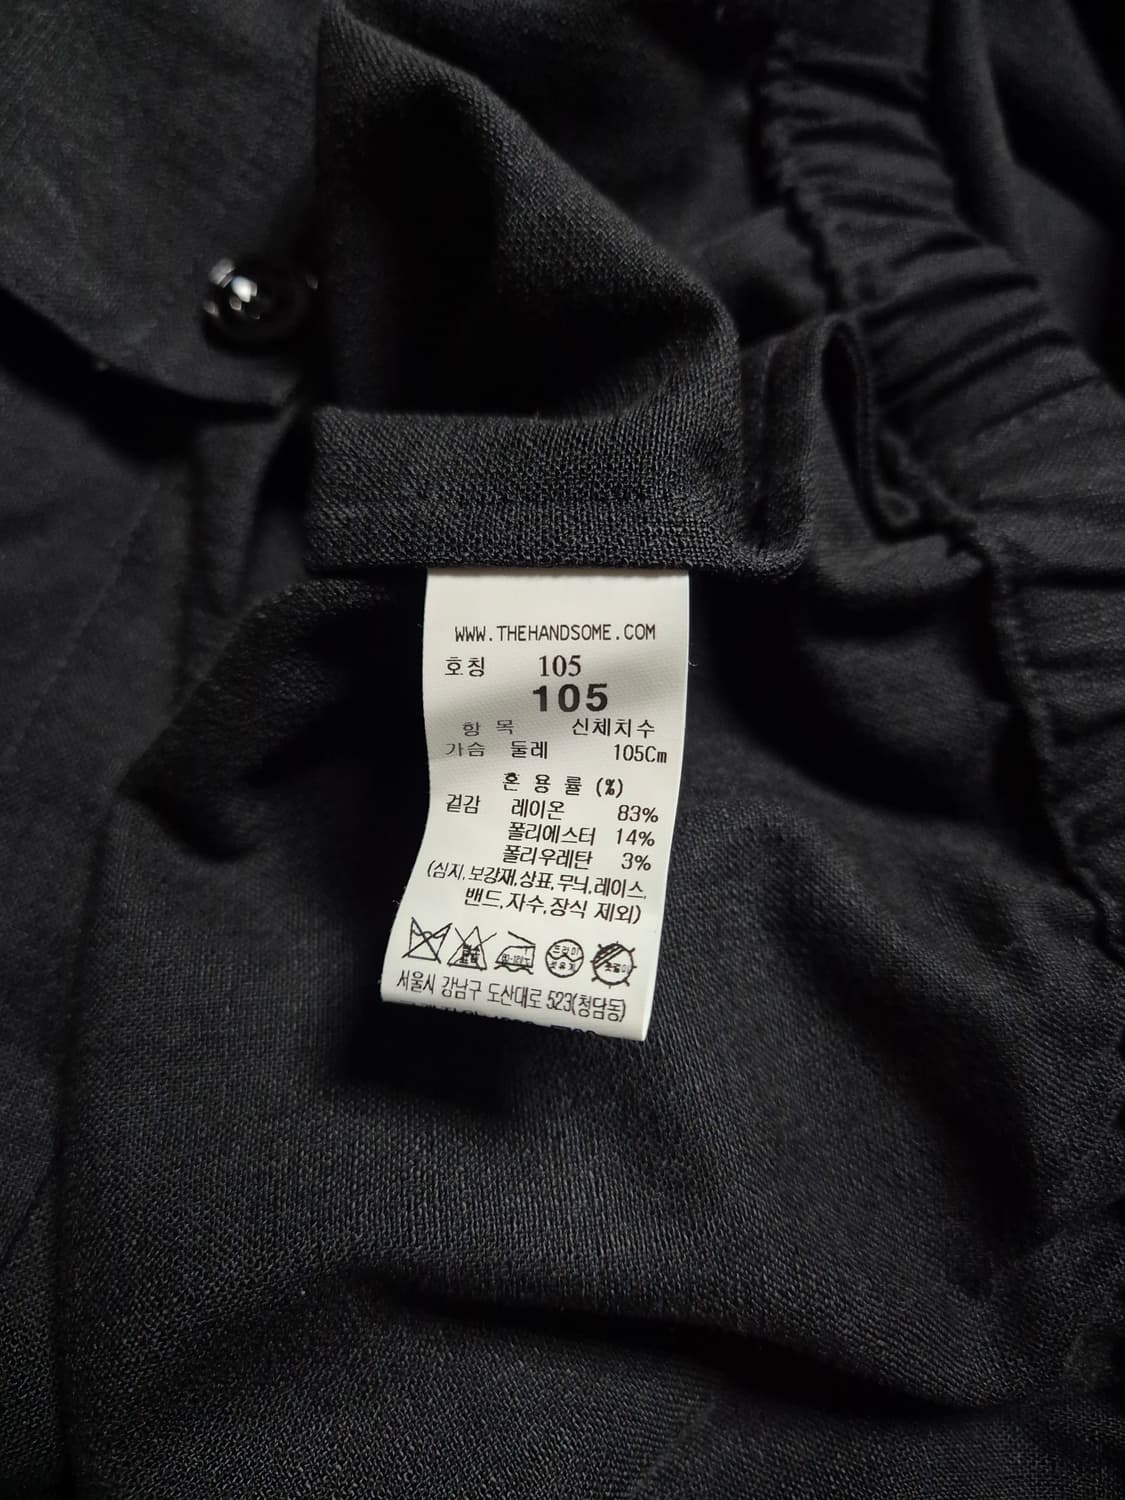 WWW.THEHANDSOME.COM
호칭 105
105
항 목 신체치수
가슴 둘레 105Cm
혼 용 률 (%)
겉감 레이온 83%
폴리에스터 14%
폴리우레탄 3%
(심지,보강재,상표,무늬,레이스,
밴드,자수,장식 제외)
드라이
서울시 강남구 도산대로 523(청담동)